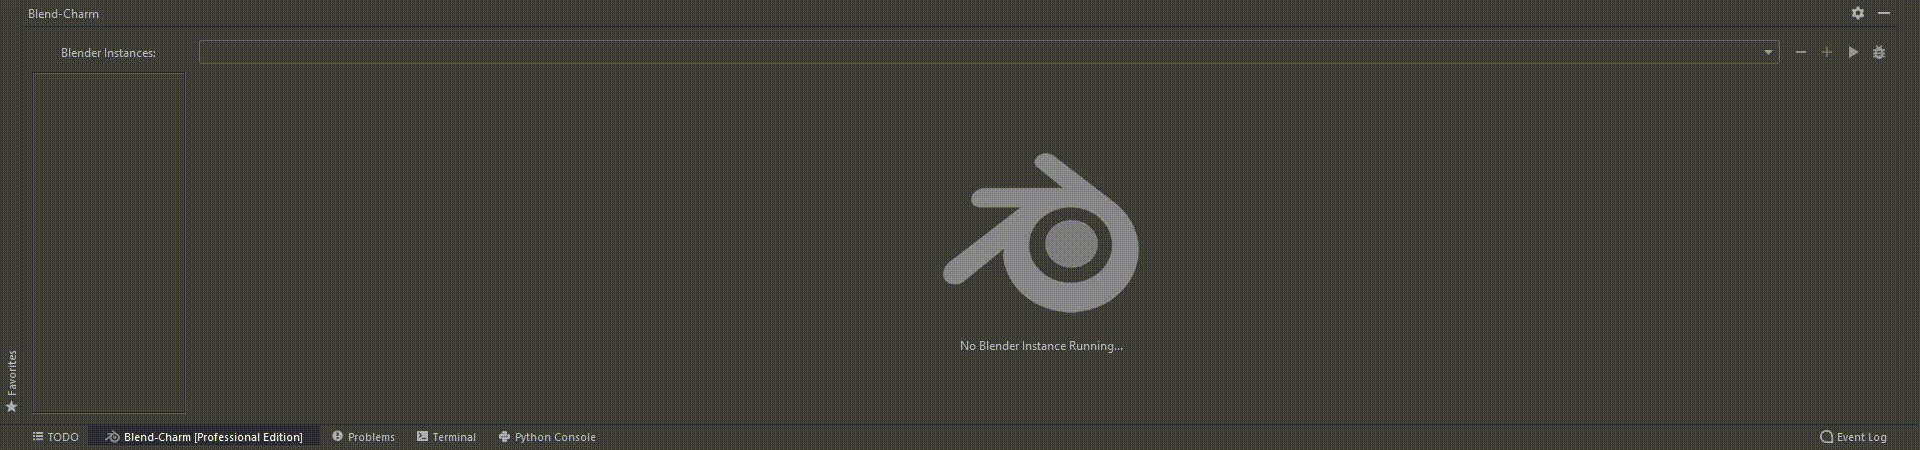 Blend-Charm
Blender Instances:
No Blender Instance Running...
Favorites
TODO
Blend-Charm [Professional Edition]
Problems
Terminal
Python Console
Event Log